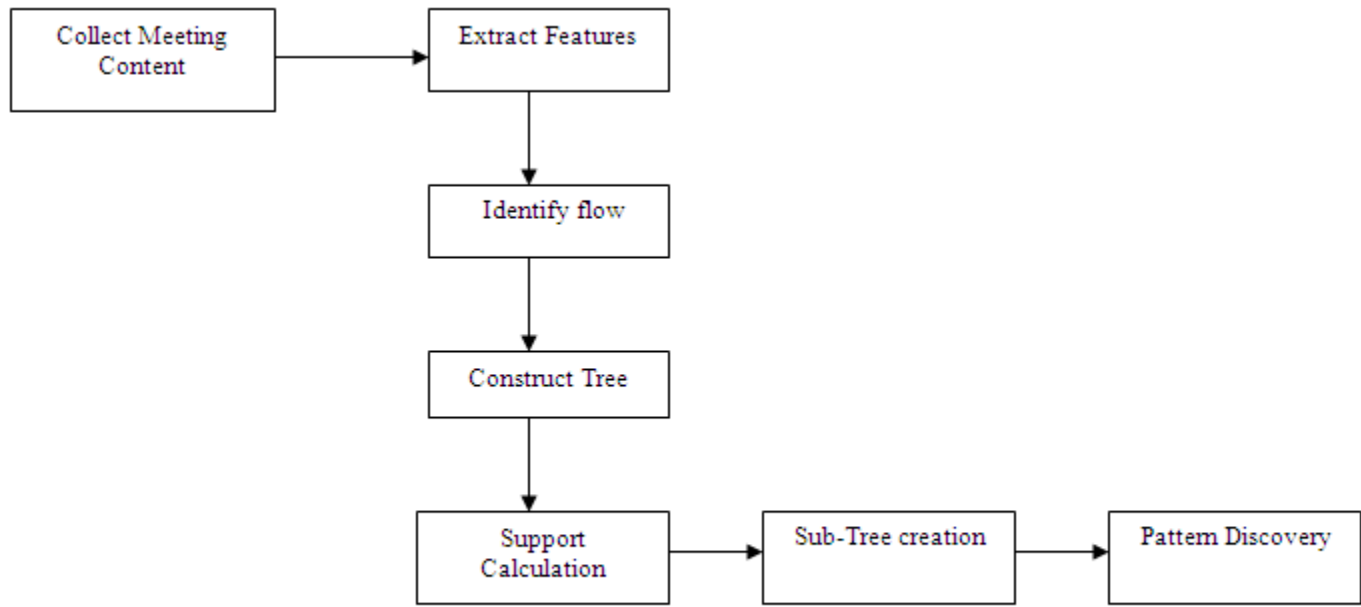 Collect Meeting
Content
Extract Features
Identify flow
Construct Tree
Support
Calculation
Sub-Tree creation
Pattern Discovery